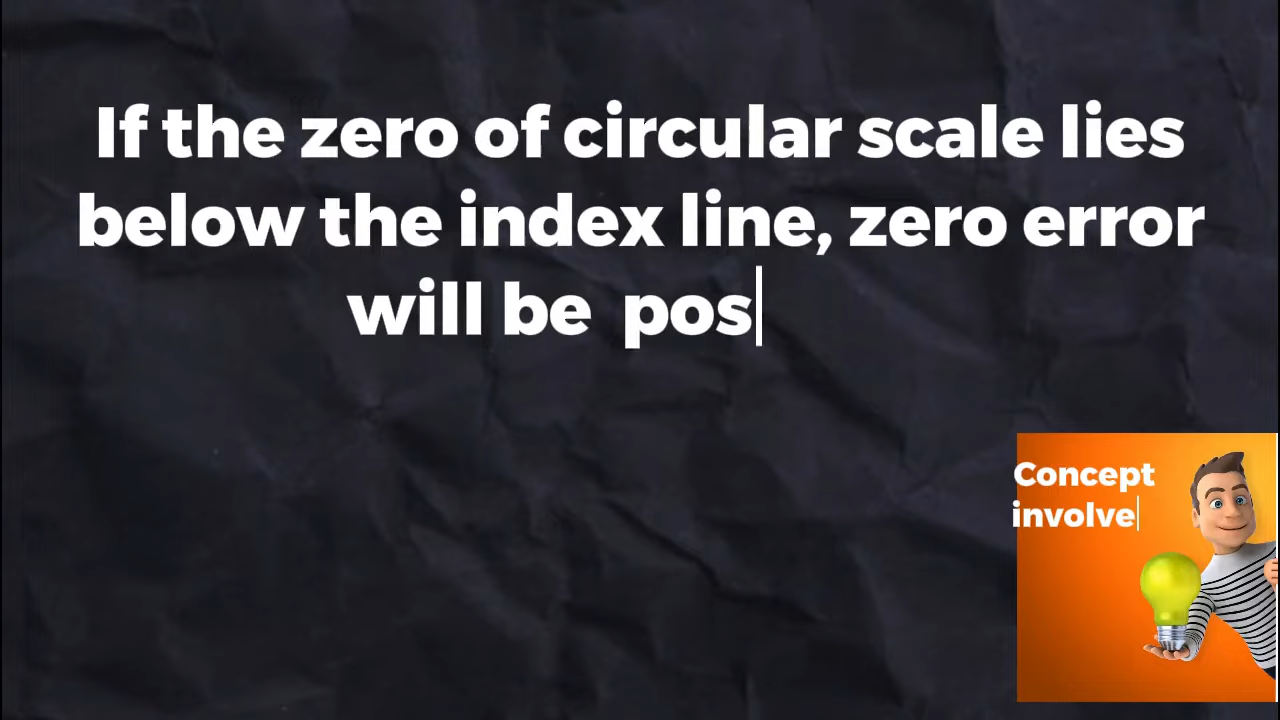 If the zero of circular scale lies
below the index line, zero error
will be pos
Concept
involve